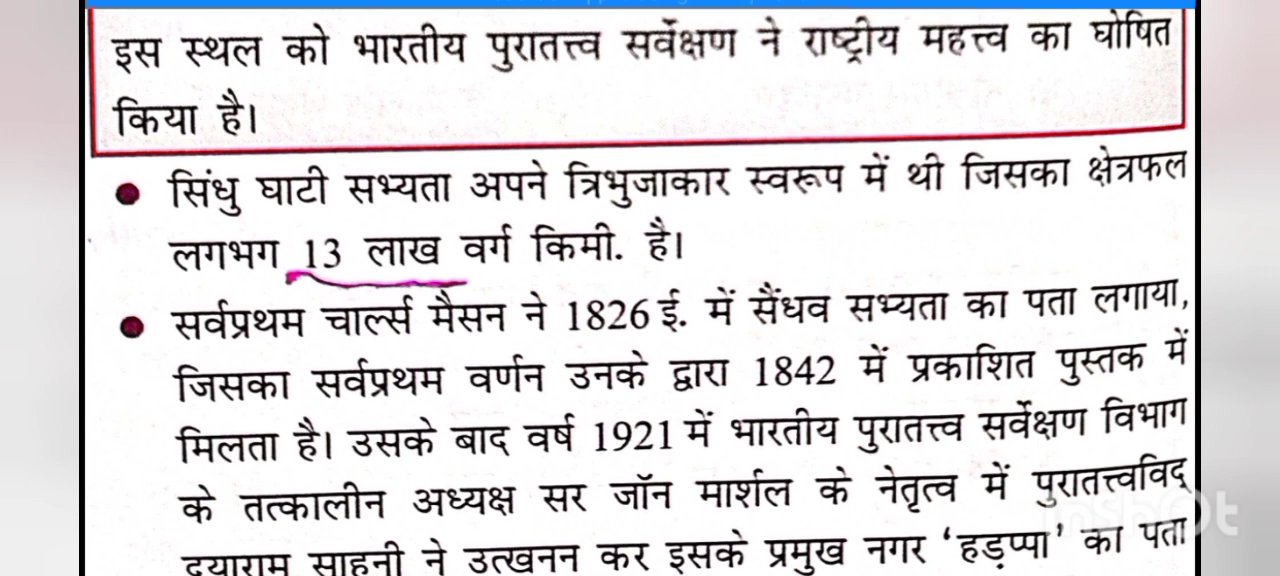 इस स्थल को भारतीय पुरातत्त्व सर्वेक्षण ने राष्ट्रीय महत्त्व का घोषित
किया है।
• सिंधु घाटी सभ्यता अपने त्रिभुजाकार स्वरूप में थी जिसका क्षेत्रफल
लगभग 13 लाख वर्ग किमी. है।
• सर्वप्रथम चार्ल्स मैसन ने 1826 ई. में सैंधव सभ्यता का पता लगाया,
जिसका सर्वप्रथम वर्णन उनके द्वारा 1842 में प्रकाशित पुस्तक में
मिलता है। उसके बाद वर्ष 1921 में भारतीय पुरातत्त्व सर्वेक्षण विभाग
के तत्कालीन अध्यक्ष सर जॉन मार्शल के नेतृत्व में पुरातत्त्वविद्
दयाराम साहनी ने उत्खनन कर इसके प्रमुख नगर ‘हड़प्पा’ का पता
InShOt